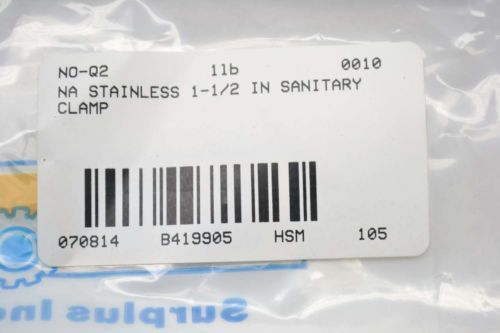 NO-Q2 1lb 0010
NA STAINLESS 1-1/2 IN SANITARY
CLAMP
070814 B419905 HSM 105
Surplus Inc